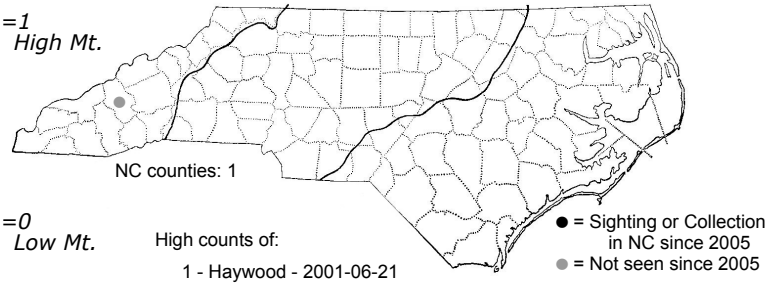 =1
High Mt.
NC counties: 1
=0
Low Mt.
High counts of:
1 - Haywood - 2001-06-21
● = Sighting or Collection
in NC since 2005
● = Not seen since 2005